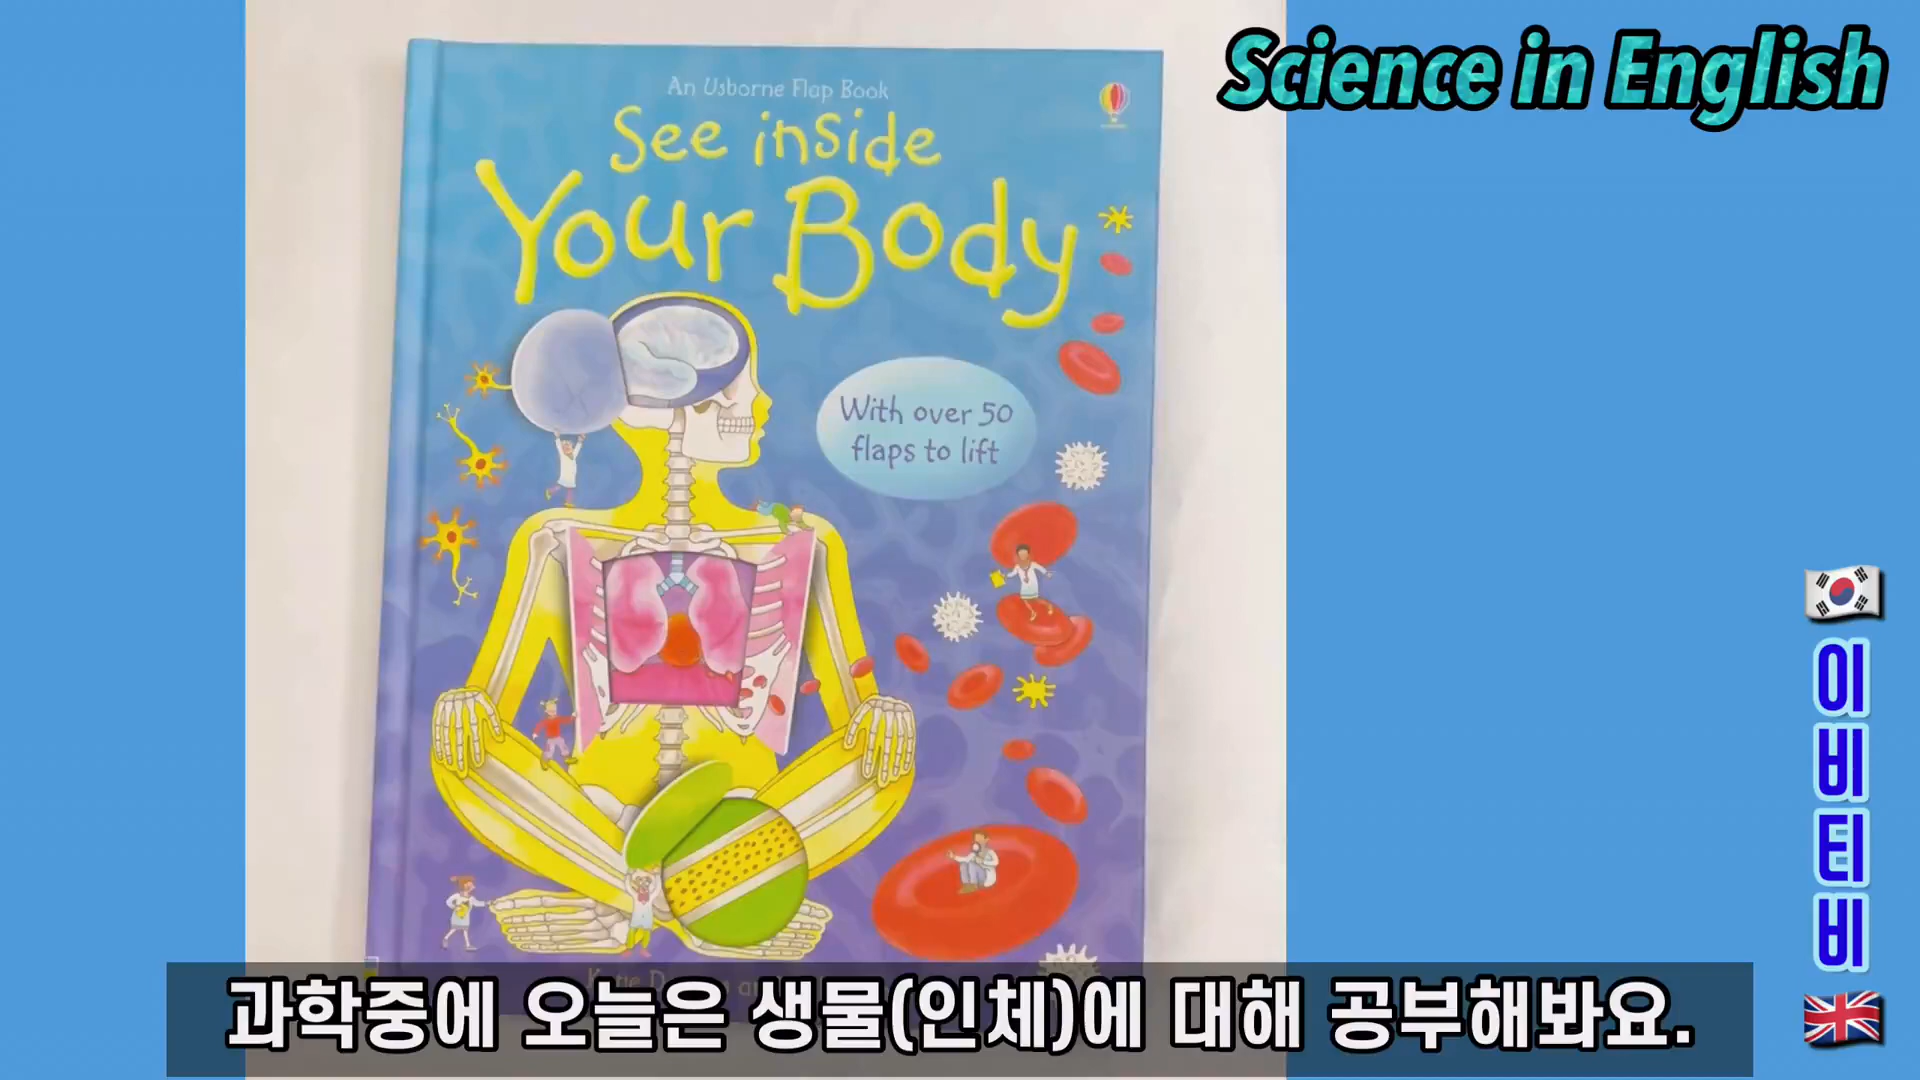 Science in English
An Usborne Flap Book
See inside
Your Body
With over 50
flaps to lift
이비티비
과학중에 오늘은 생물(인체)에 대해 공부해봐요.